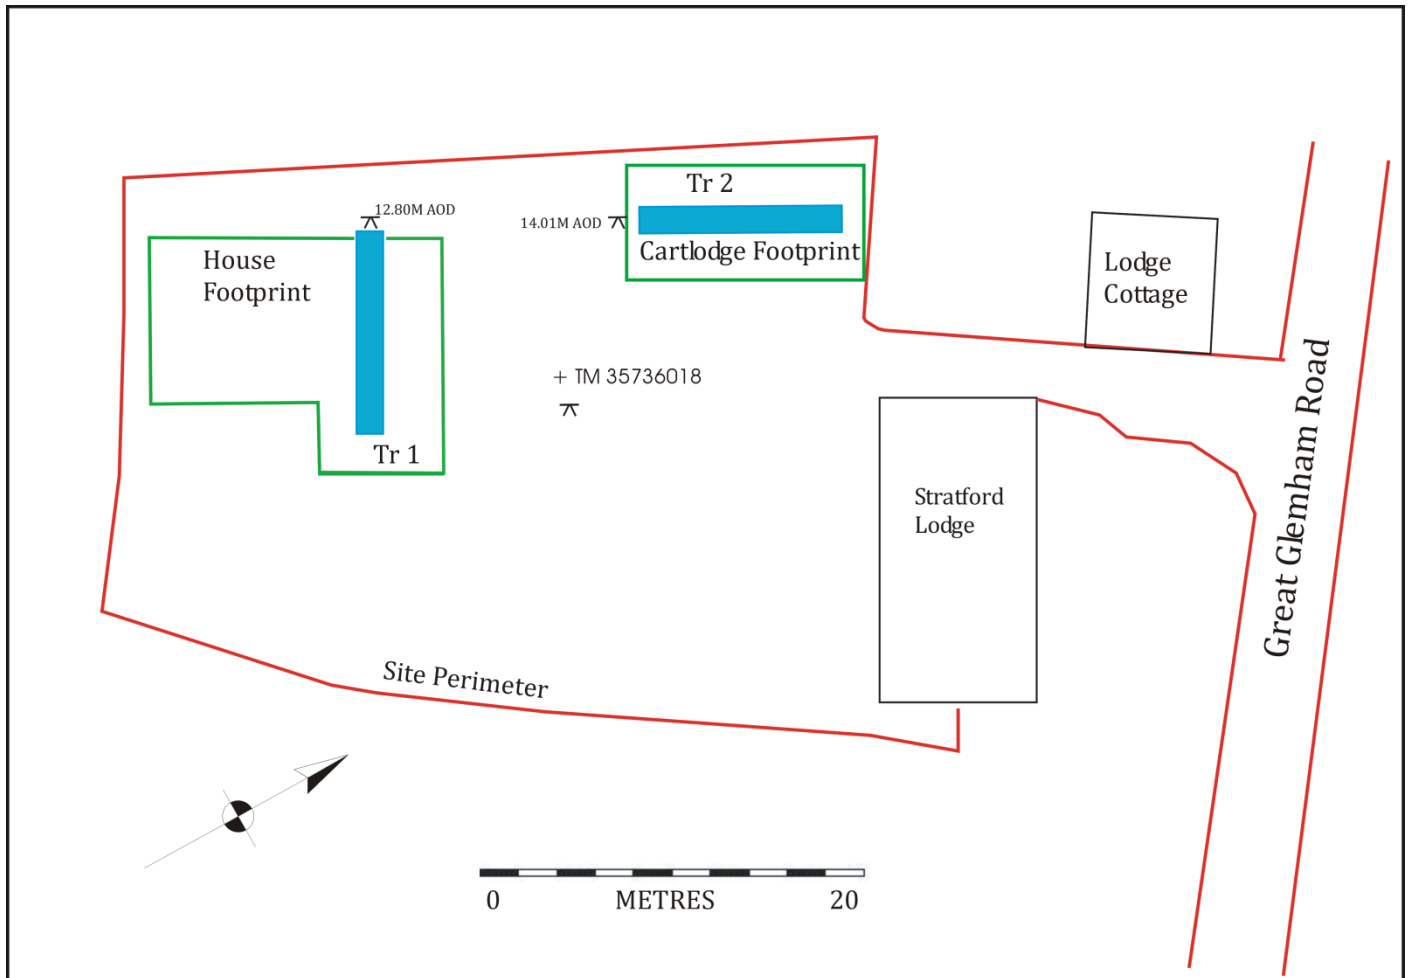 Tr 2
12.80M AOD
14.01M AOD
House
Footprint
Cartlodge Footprint
Lodge
Cottage
+ TM 35736018
Tr 1
Stratford
Lodge
Great Glemham Road
Site Perimeter
0 METRES 20